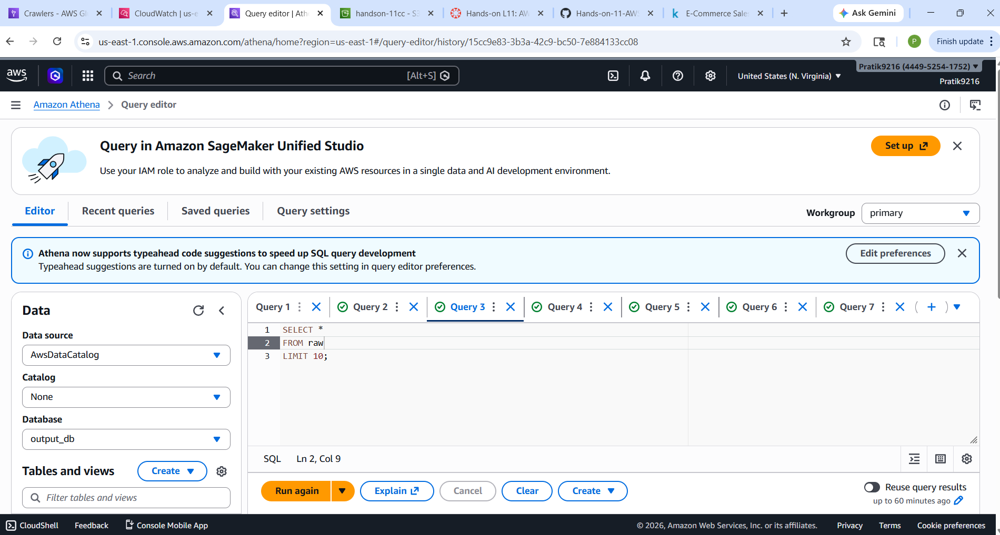 Crawlers - AWS Gl
CloudWatch | us-e
Query editor | Ath
handson-11cc - S3
Hands-on L11: AW
Hands-on-11-AWS
E-Commerce Sales
Ask Gemini
us-east-1.console.aws.amazon.com/athena/home?region=us-east-1#/query-editor/history/15cc9e83-3b3a-42c9-bc50-7e884133cc08
P
Finish update
aws
Search
[Alt+S]
United States (N. Virginia)
Pratik9216 (4449-5254-1752)
Pratik9216
Amazon Athena
Query editor
Query in Amazon SageMaker Unified Studio
Set up
Use your IAM role to analyze and build with your existing AWS resources in a single data and AI development environment.
Editor
Recent queries
Saved queries
Query settings
Workgroup
primary
Athena now supports typeahead code suggestions to speed up SQL query development
Typeahead suggestions are turned on by default. You can change this setting in query editor preferences.
Edit preferences
Data
Data source
AwsDataCatalog
Catalog
None
Database
output_db
Tables and views
Create
Filter tables and views
Query 1
Query 2
Query 3
Query 4
Query 5
Query 6
Query 7
1 SELECT *
2 FROM raw
3 LIMIT 10;
SQL
Ln 2, Col 9
Run again
Explain
Cancel
Clear
Create
Reuse query results
up to 60 minutes ago
CloudShell
Feedback
Console Mobile App
© 2026, Amazon Web Services, Inc. or its affiliates.
Privacy
Terms
Cookie preferences